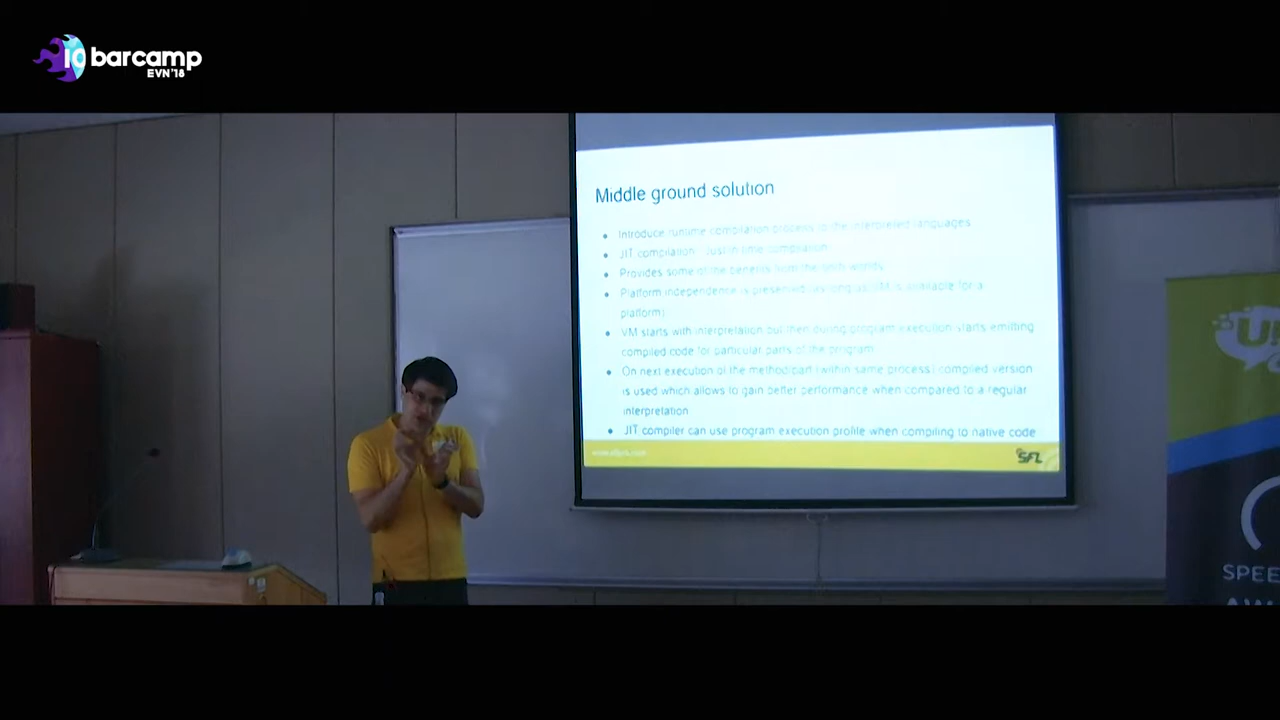 10 barcamp
EVN'18
Middle ground solution
Introduce runtime compilation process to the interpreted languages
JIT compilation Just in time compilation
Provides some of the benefits from the both worlds
Platform independence is presented as long as is available for a
platform)
VM starts with interpretation but then during program execution starts emitting
compiled code for particular parts of the program
On next execution of the method/part (within same process) compiled version
is used which allows to gain better performance when compared to a regular
interpretation
JIT compiler can use program execution profile when compiling to native code
SFL
SPEE